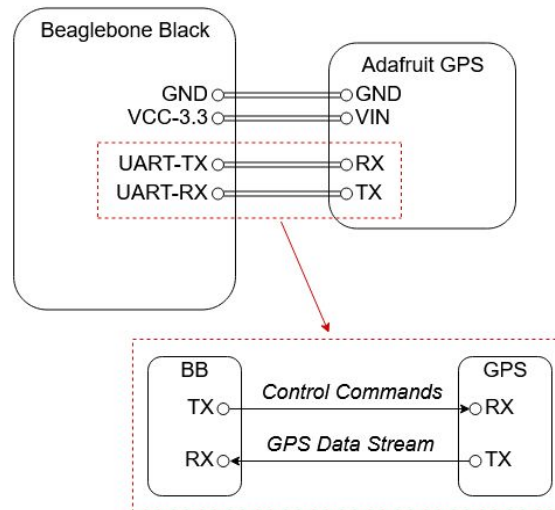 Beaglebone Black
Adafruit GPS
GND GND
VCC-3.3 VIN
UART-TX RX
UART-RX TX
BB GPS
Control Commands
TX RX
GPS Data Stream
RX TX